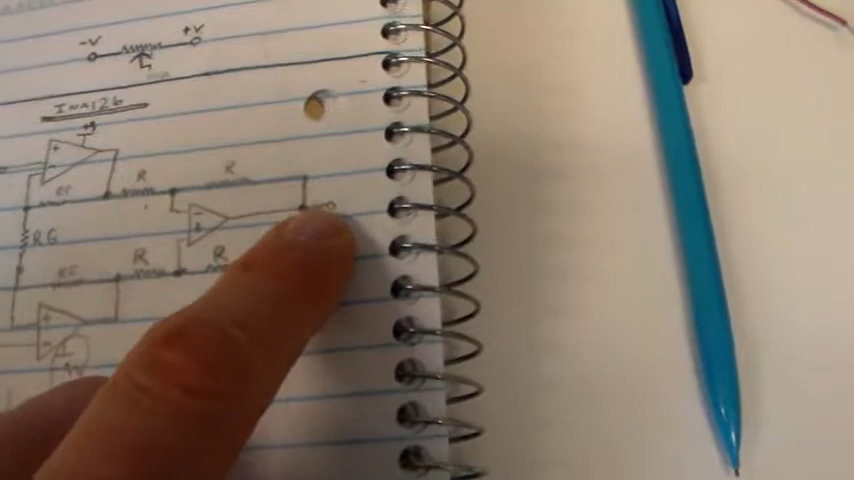 -V +V
INA126
+V
R R
RF
RG
R R
RF